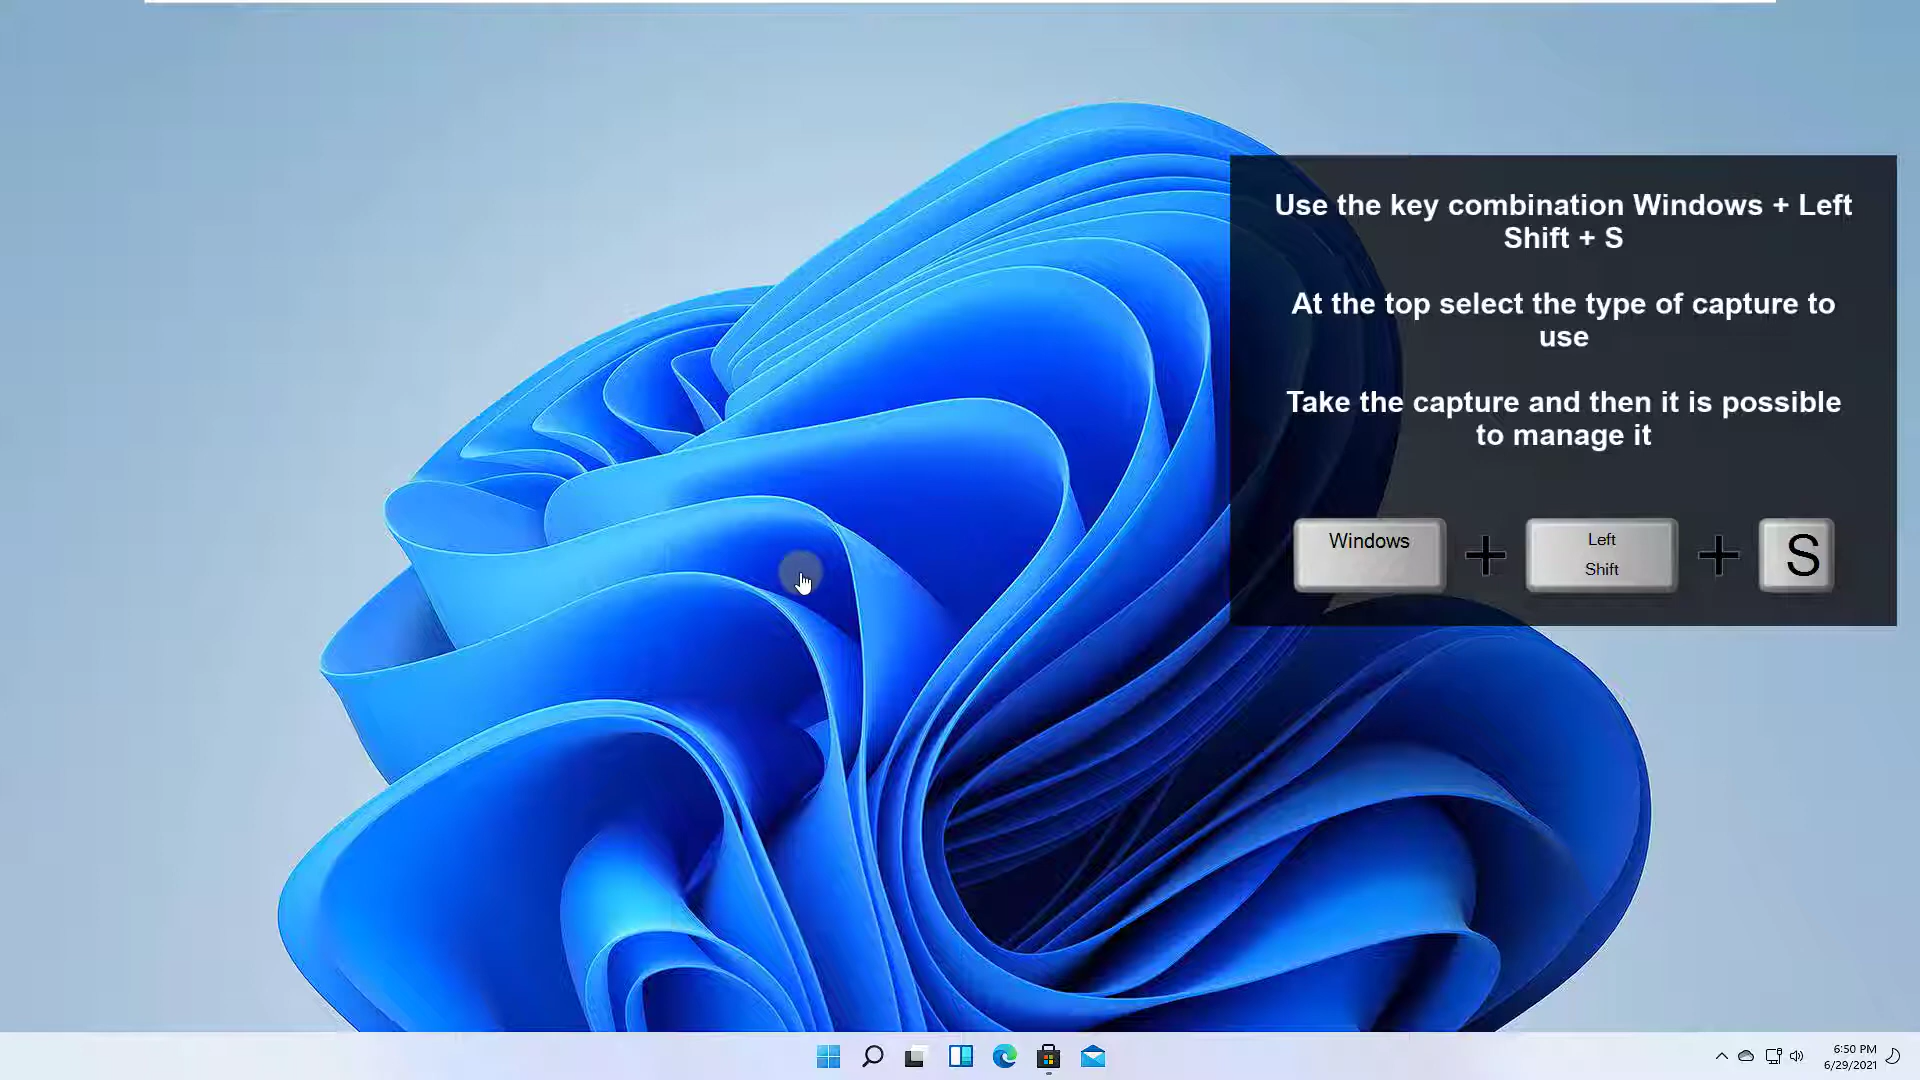 Use the key combination Windows + Left
Shift + S
At the top select the type of capture to
use
Take the capture and then it is possible
to manage it
Windows + Left Shift + S
6:50 PM
6/29/2021